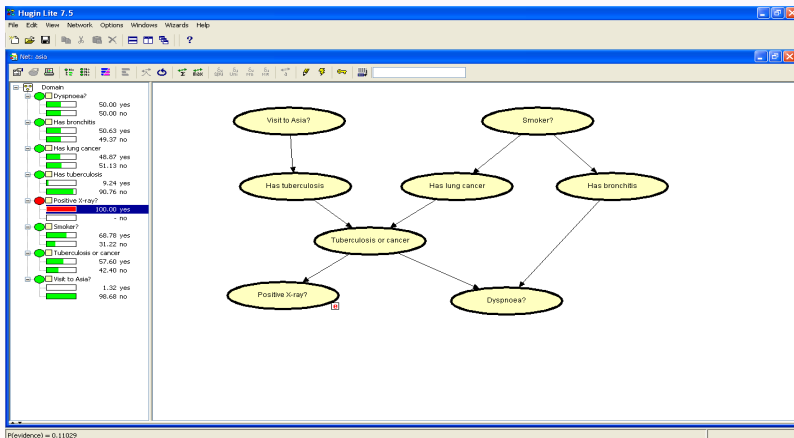 Hugin Lite 7.5
File Edit View Network Options Windows Wizards Help
?
Net: asia
Domain
Dyspnoea?
50.00 yes
50.00 no
Has bronchitis
50.63 yes
49.37 no
Has lung cancer
48.87 yes
51.13 no
Has tuberculosis
9.24 yes
90.76 no
Positive X-ray?
100.00 yes
- no
Smoker?
68.78 yes
31.22 no
Tuberculosis or cancer
57.60 yes
42.40 no
Visit to Asia?
1.32 yes
98.68 no
Visit to Asia? Smoker?
Has tuberculosis Has lung cancer Has bronchitis
Tuberculosis or cancer
Positive X-ray? Dyspnoea?
P(evidence) = 0.11029